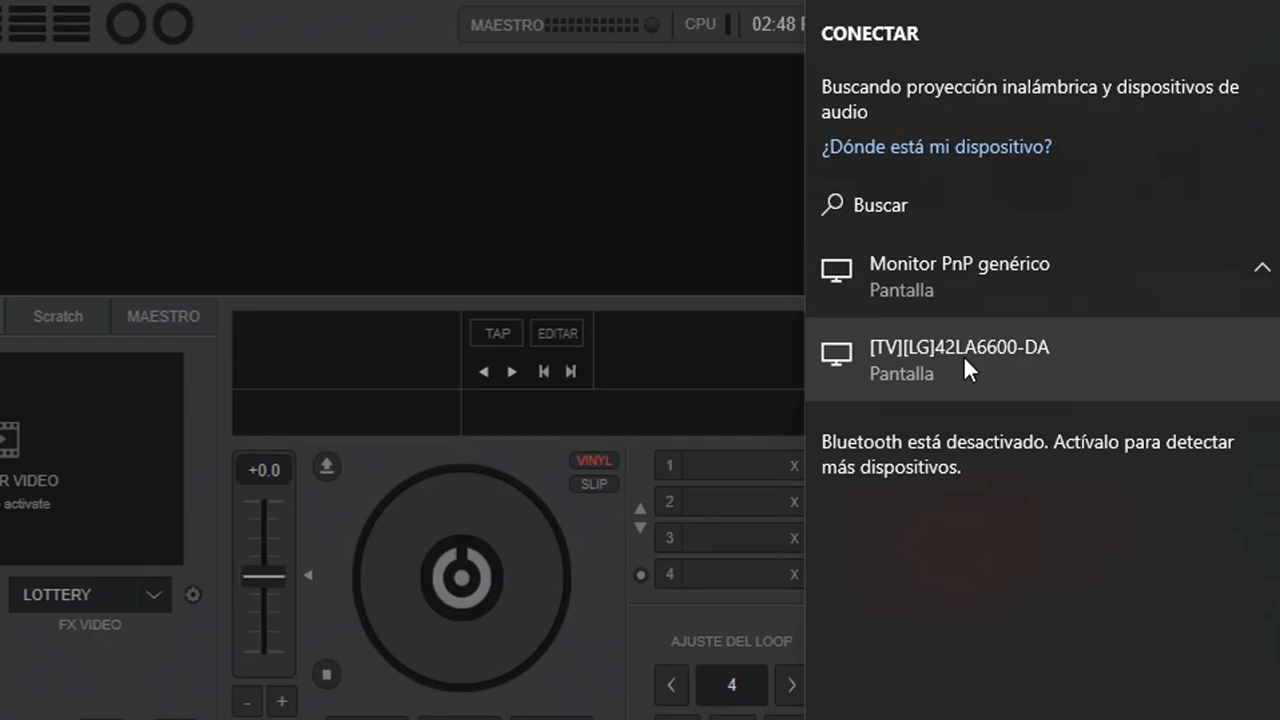 MAESTRO
CPU
02:48
Scratch
MAESTRO
TAP
EDITAR
+0.0
VINYL
SLIP
1 X
2 X
3 X
4 X
R VIDEO
activate
LOTTERY
FX VIDEO
- +
AJUSTE DEL LOOP
4
CONECTAR
Buscando proyección inalámbrica y dispositivos de
audio
¿Dónde está mi dispositivo?
Buscar
Monitor PnP genérico
Pantalla
[TV][LG]42LA6600-DA
Pantalla
Bluetooth está desactivado. Actívalo para detectar
más dispositivos.